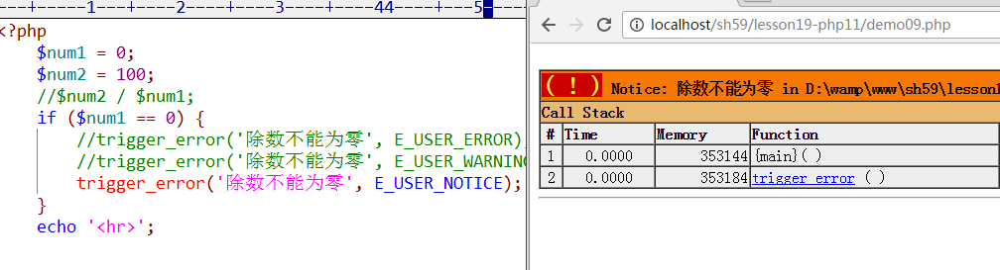 --+----1----+----2----+----3----+----44----+----5
<?php
$num1 = 0;
$num2 = 100;
//$num2 / $num1;
if ($num1 == 0) {
//trigger_error('除数不能为零', E_USER_ERROR)
//trigger_error('除数不能为零', E_USER_WARNING
trigger_error('除数不能为零', E_USER_NOTICE);
}
echo '<hr>';
localhost/sh59/lesson19-php11/demo09.php
( ! ) Notice: 除数不能为零 in D:\wamp\www\sh59\lesson1
Call Stack
# Time Memory Function
1 0.0000 353144 {main}( )
2 0.0000 353184 trigger_error ( )